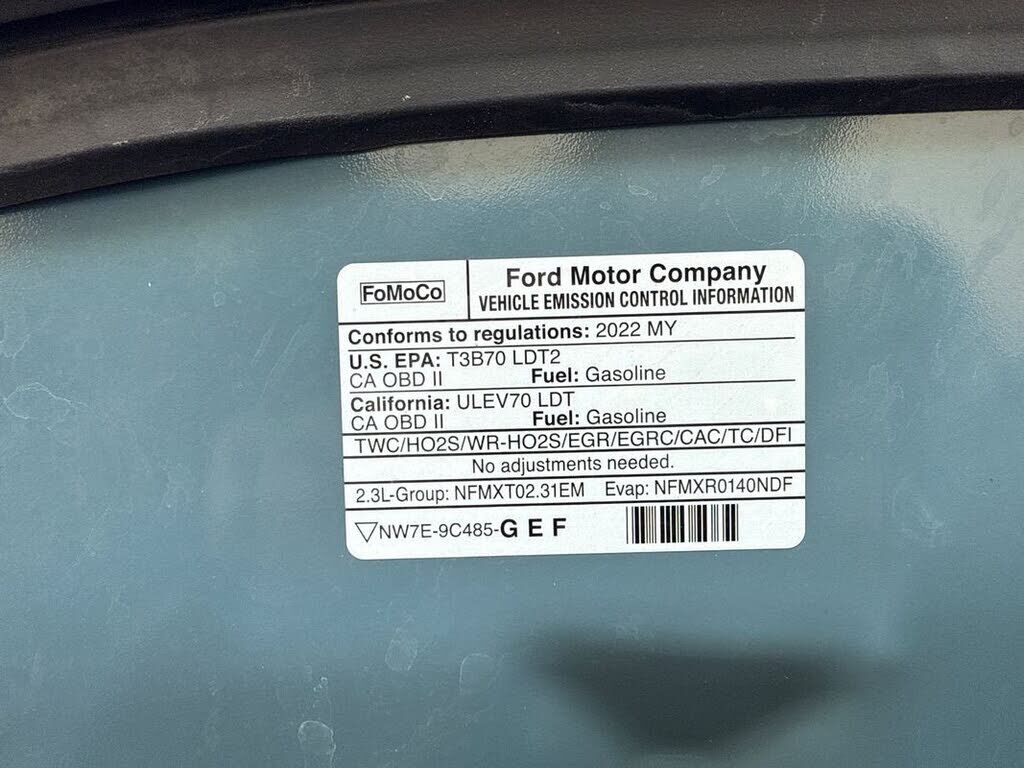 FoMoCo
Ford Motor Company
VEHICLE EMISSION CONTROL INFORMATION
Conforms to regulations: 2022 MY
U.S. EPA: T3B70 LDT2
CA OBD II Fuel: Gasoline
California: ULEV70 LDT
CA OBD II Fuel: Gasoline
TWC/HO2S/WR-HO2S/EGR/EGRC/CAC/TC/DFI
No adjustments needed.
2.3L-Group: NFMXT02.31EM Evap: NFMXR0140NDF
NW7E-9C485-G E F